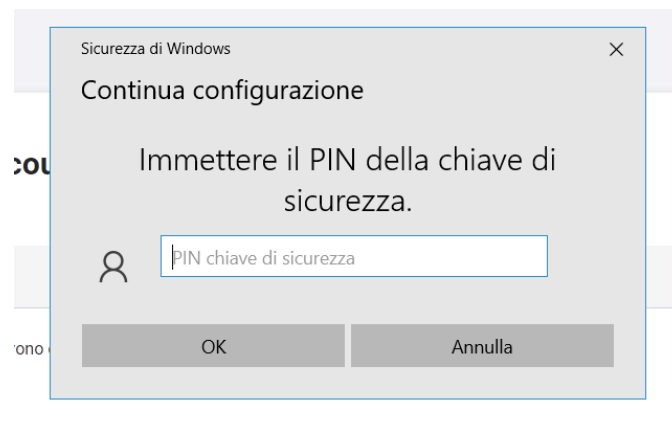 Sicurezza di Windows
Continua configurazione
Immettere il PIN della chiave di
sicurezza.
PIN chiave di sicurezza
OK
Annulla